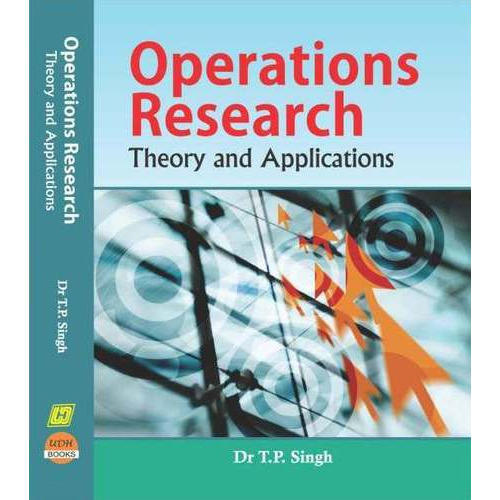 Operations Research
Theory and Applications
Dr T.P. Singh
UDH
BOOKS
Operations
Research
Theory and Applications
Dr T.P. Singh